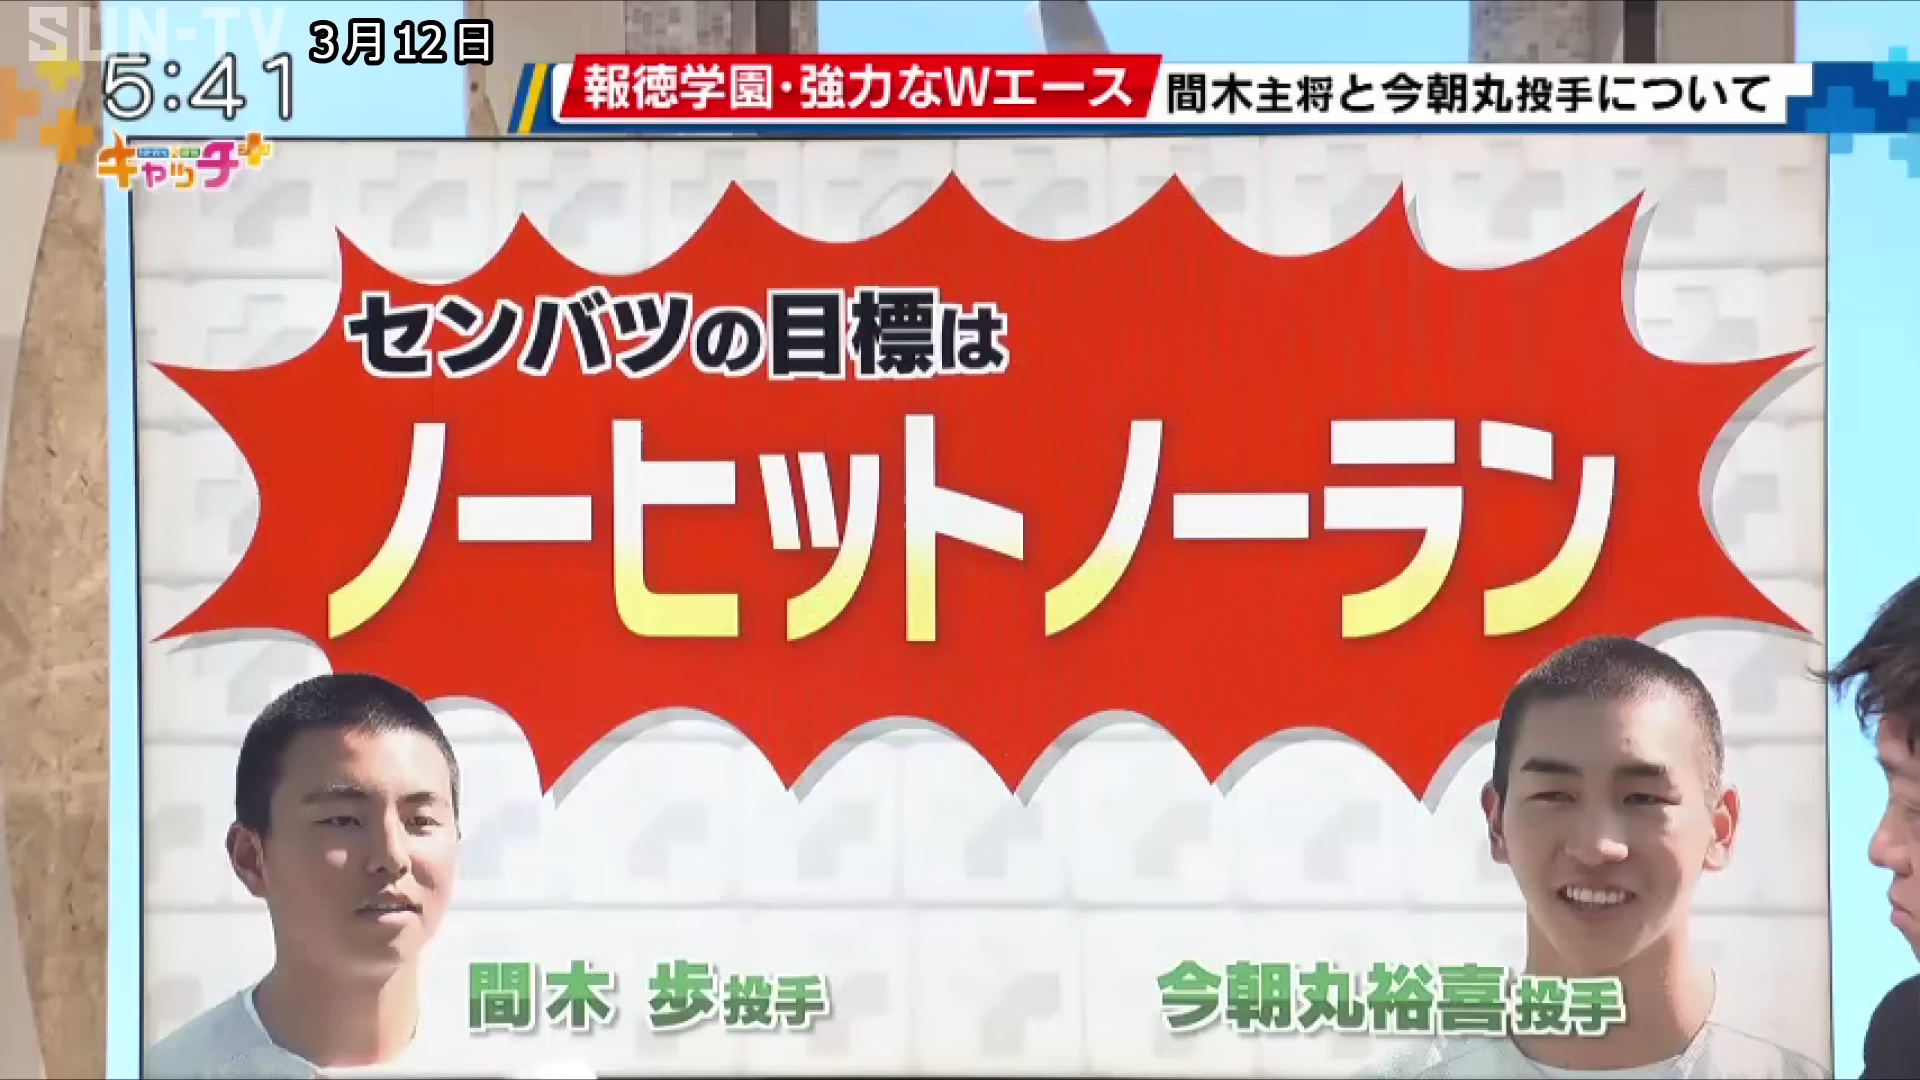 SUN-TV
3月12日
5:41
キャッチ+
報徳学園・強力なWエース
間木主将と今朝丸投手について
センバツの目標は
ノーヒットノーラン
間木 歩投手
今朝丸裕喜投手